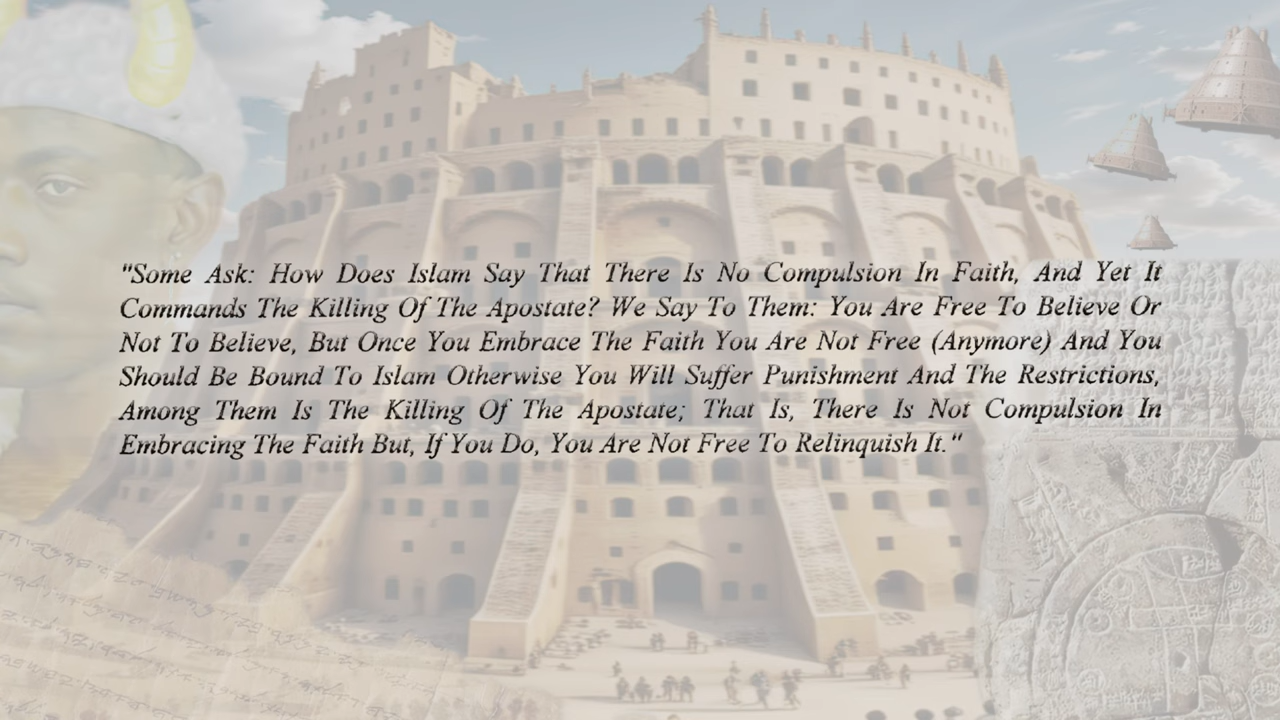 "Some Ask: How Does Islam Say That There Is No Compulsion In Faith, And Yet It
Commands The Killing Of The Apostate? We Say To Them: You Are Free To Believe Or
Not To Believe, But Once You Embrace The Faith You Are Not Free (Anymore) And You
Should Be Bound To Islam Otherwise You Will Suffer Punishment And The Restrictions,
Among Them Is The Killing Of The Apostate; That Is, There Is Not Compulsion In
Embracing The Faith But, If You Do, You Are Not Free To Relinquish It."